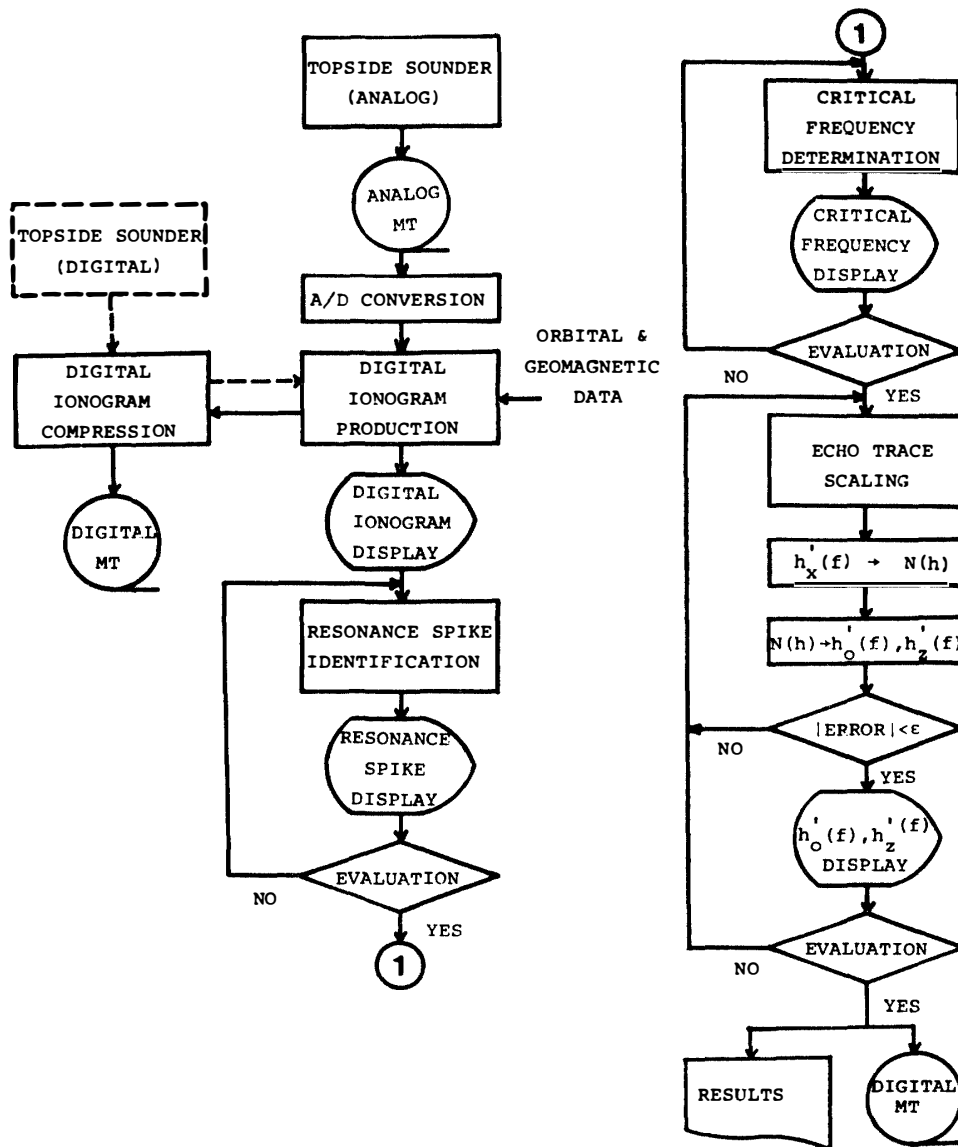 TOPSIDE SOUNDER
(ANALOG)
ANALOG
MT
TOPSIDE SOUNDER
(DIGITAL)
A/D CONVERSION
DIGITAL
IONOGRAM
COMPRESSION
DIGITAL
IONOGRAM
PRODUCTION
ORBITAL &
GEOMAGNETIC
DATA
DIGITAL
MT
DIGITAL
IONOGRAM
DISPLAY
RESONANCE SPIKE
IDENTIFICATION
RESONANCE
SPIKE
DISPLAY
EVALUATION
NO
YES
1
1
CRITICAL
FREQUENCY
DETERMINATION
CRITICAL
FREQUENCY
DISPLAY
EVALUATION
NO
YES
ECHO TRACE
SCALING
h'x(f) → N(h)
N(h)→h'o(f),h'z(f)
|ERROR|<ε
NO
YES
h'o(f),h'z(f)
DISPLAY
EVALUATION
NO
YES
RESULTS
DIGITAL
MT